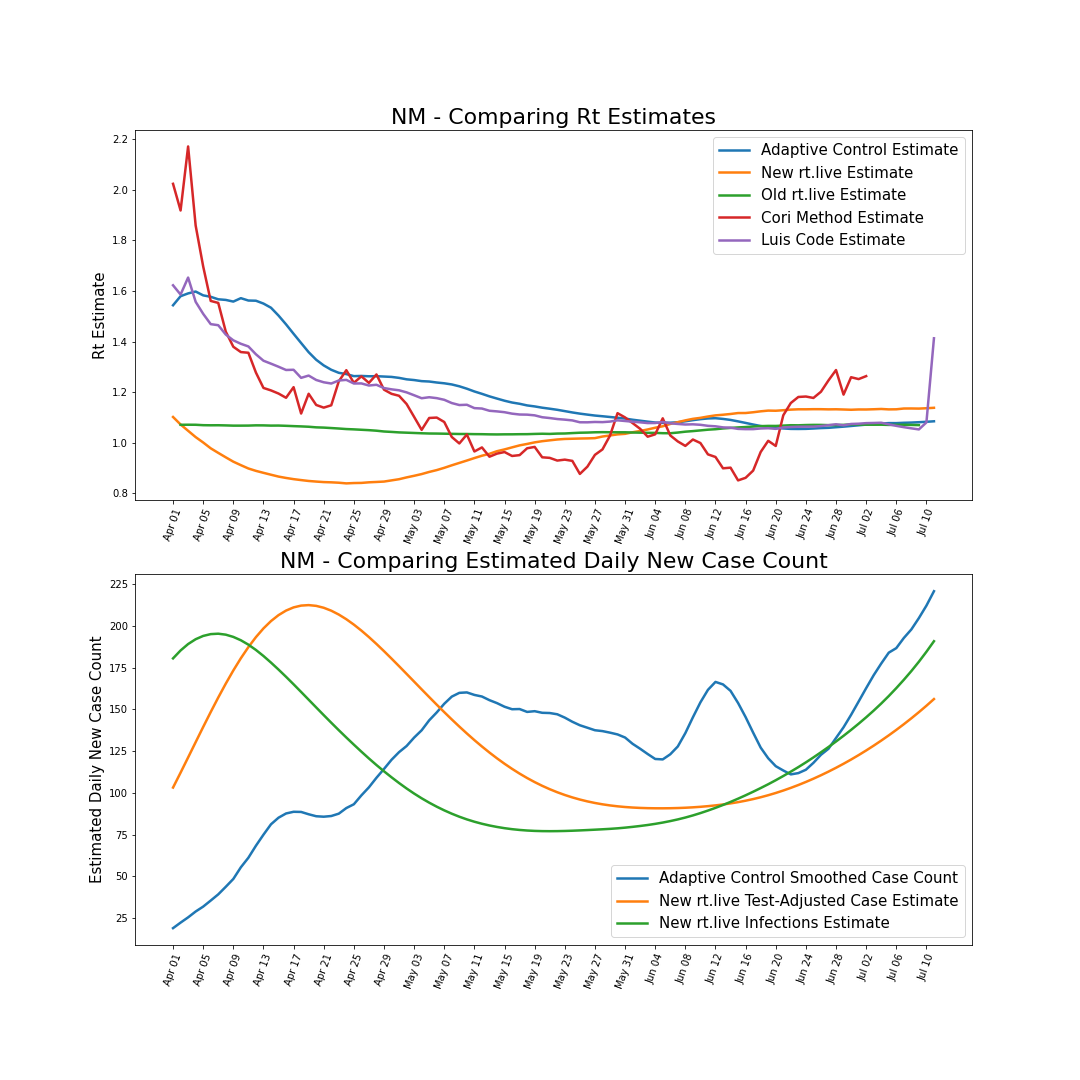 NM - Comparing Rt Estimates
Rt Estimate
2.2
2.0
1.8
1.6
1.4
1.2
1.0
0.8
Adaptive Control Estimate
New rt.live Estimate
Old rt.live Estimate
Cori Method Estimate
Luis Code Estimate
Apr 01 Apr 05 Apr 09 Apr 13 Apr 17 Apr 21 Apr 25 Apr 29 May 03 May 07 May 11 May 15 May 19 May 23 May 27 May 31 Jun 04 Jun 08 Jun 12 Jun 16 Jun 20 Jun 24 Jun 28 Jul 02 Jul 06 Jul 10
NM - Comparing Estimated Daily New Case Count
Estimated Daily New Case Count
225
200
175
150
125
100
75
50
25
Adaptive Control Smoothed Case Count
New rt.live Test-Adjusted Case Estimate
New rt.live Infections Estimate
Apr 01 Apr 05 Apr 09 Apr 13 Apr 17 Apr 21 Apr 25 Apr 29 May 03 May 07 May 11 May 15 May 19 May 23 May 27 May 31 Jun 04 Jun 08 Jun 12 Jun 16 Jun 20 Jun 24 Jun 28 Jul 02 Jul 06 Jul 10